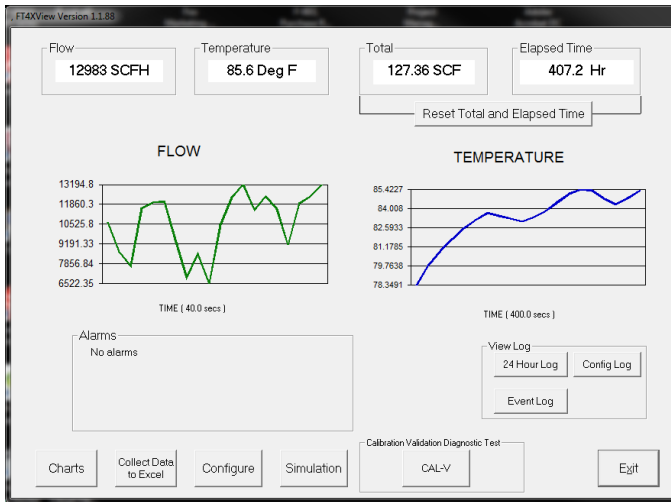 FT4XView Version 1.1.88
Flow
12983 SCFH
Temperature
85.6 Deg F
Total
127.36 SCF
Elapsed Time
407.2 Hr
Reset Total and Elapsed Time
FLOW
13194.8
11860.3
10525.8
9191.33
7856.84
6522.35
TIME ( 40.0 secs )
TEMPERATURE
85.4227
84.008
82.5933
81.1785
79.7638
78.3491
TIME ( 400.0 secs )
Alarms
No alarms
View Log
24 Hour Log
Config Log
Event Log
Charts
Collect Data
to Excel
Configure
Simulation
Calibration Validation Diagnostic Test
CAL-V
Exit